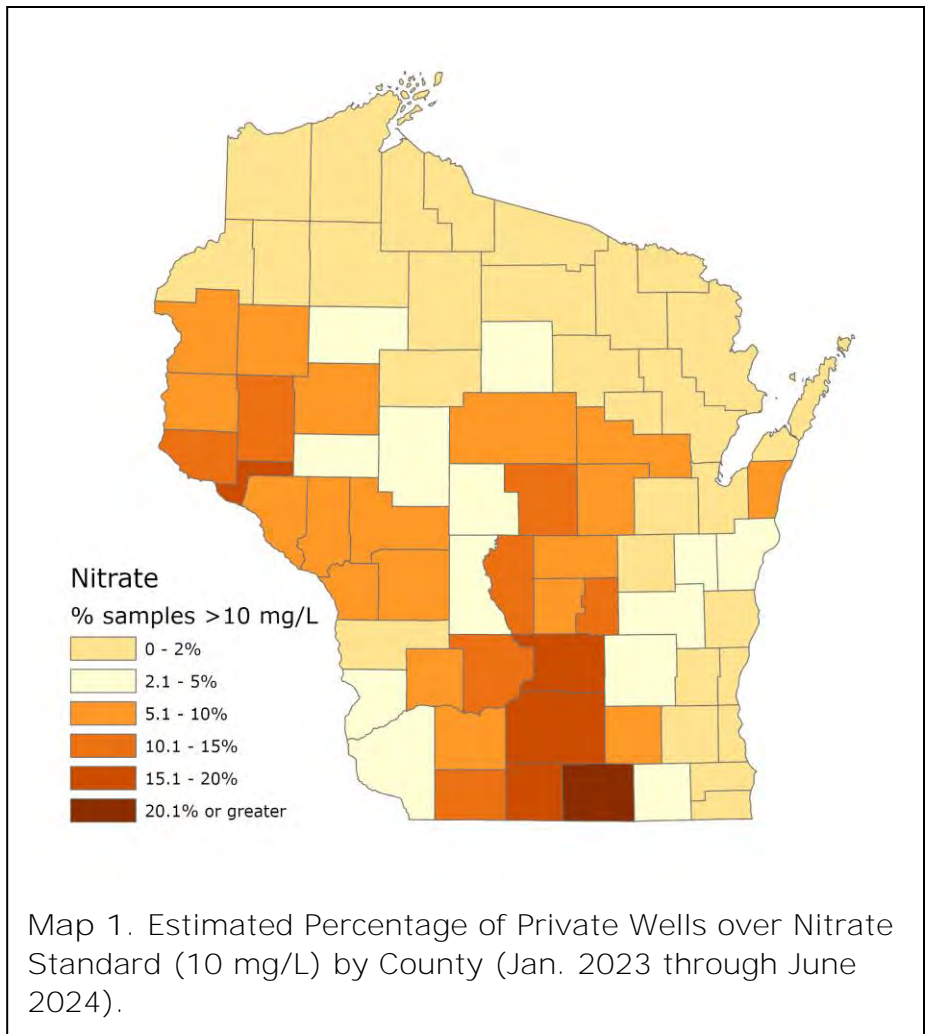 Nitrate
% samples >10 mg/L
0 - 2%
2.1 - 5%
5.1 - 10%
10.1 - 15%
15.1 - 20%
20.1% or greater
Map 1. Estimated Percentage of Private Wells over Nitrate
Standard (10 mg/L) by County (Jan. 2023 through June
2024).